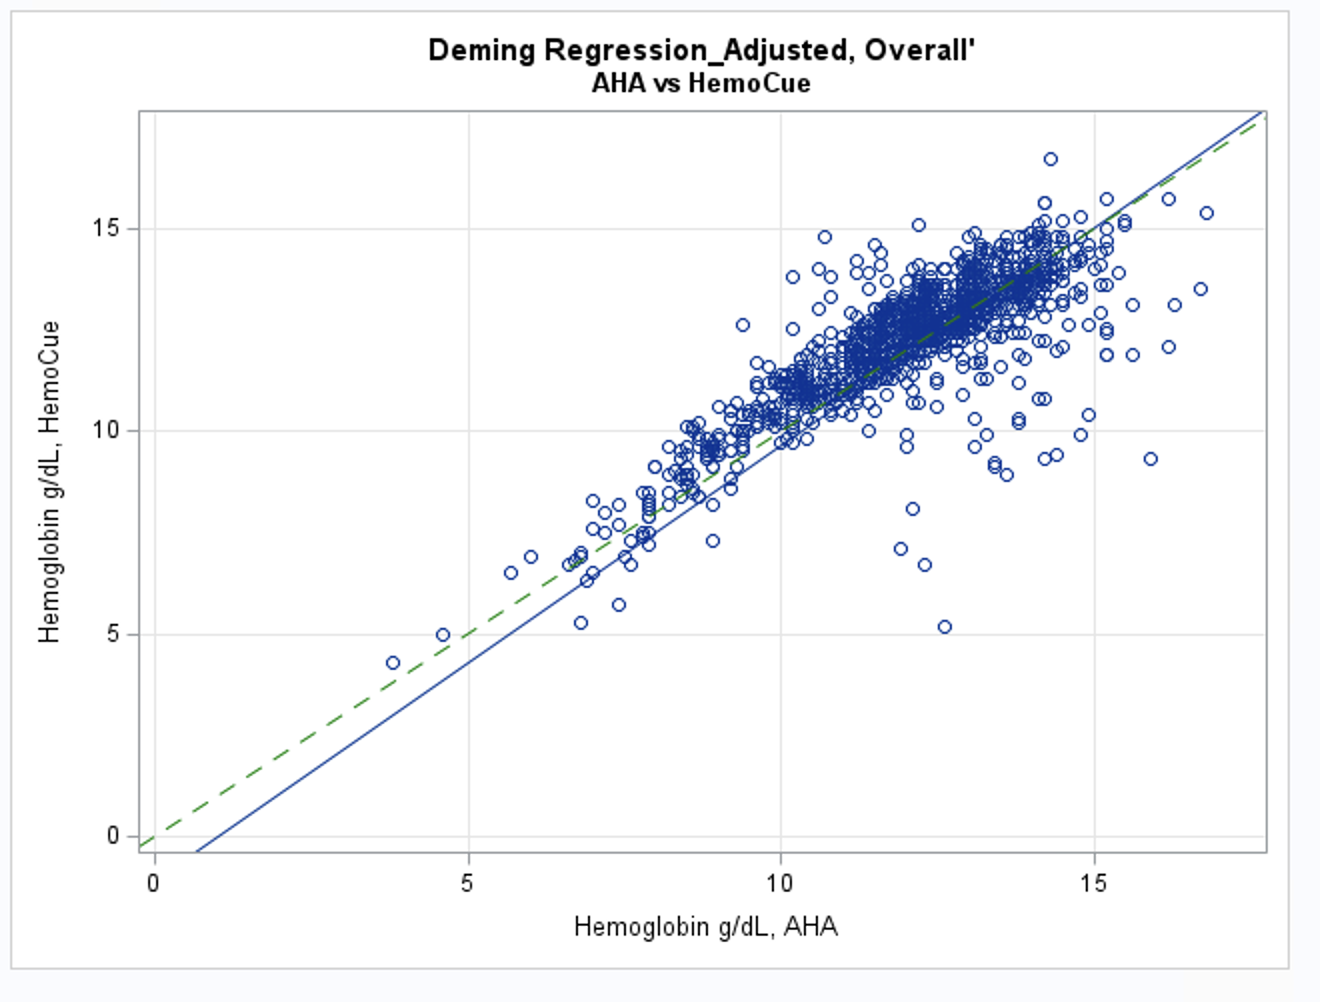 Deming Regression_Adjusted, Overall'
AHA vs HemoCue
Hemoglobin g/dL, HemoCue
15
10
5
0
0 5 10 15
Hemoglobin g/dL, AHA